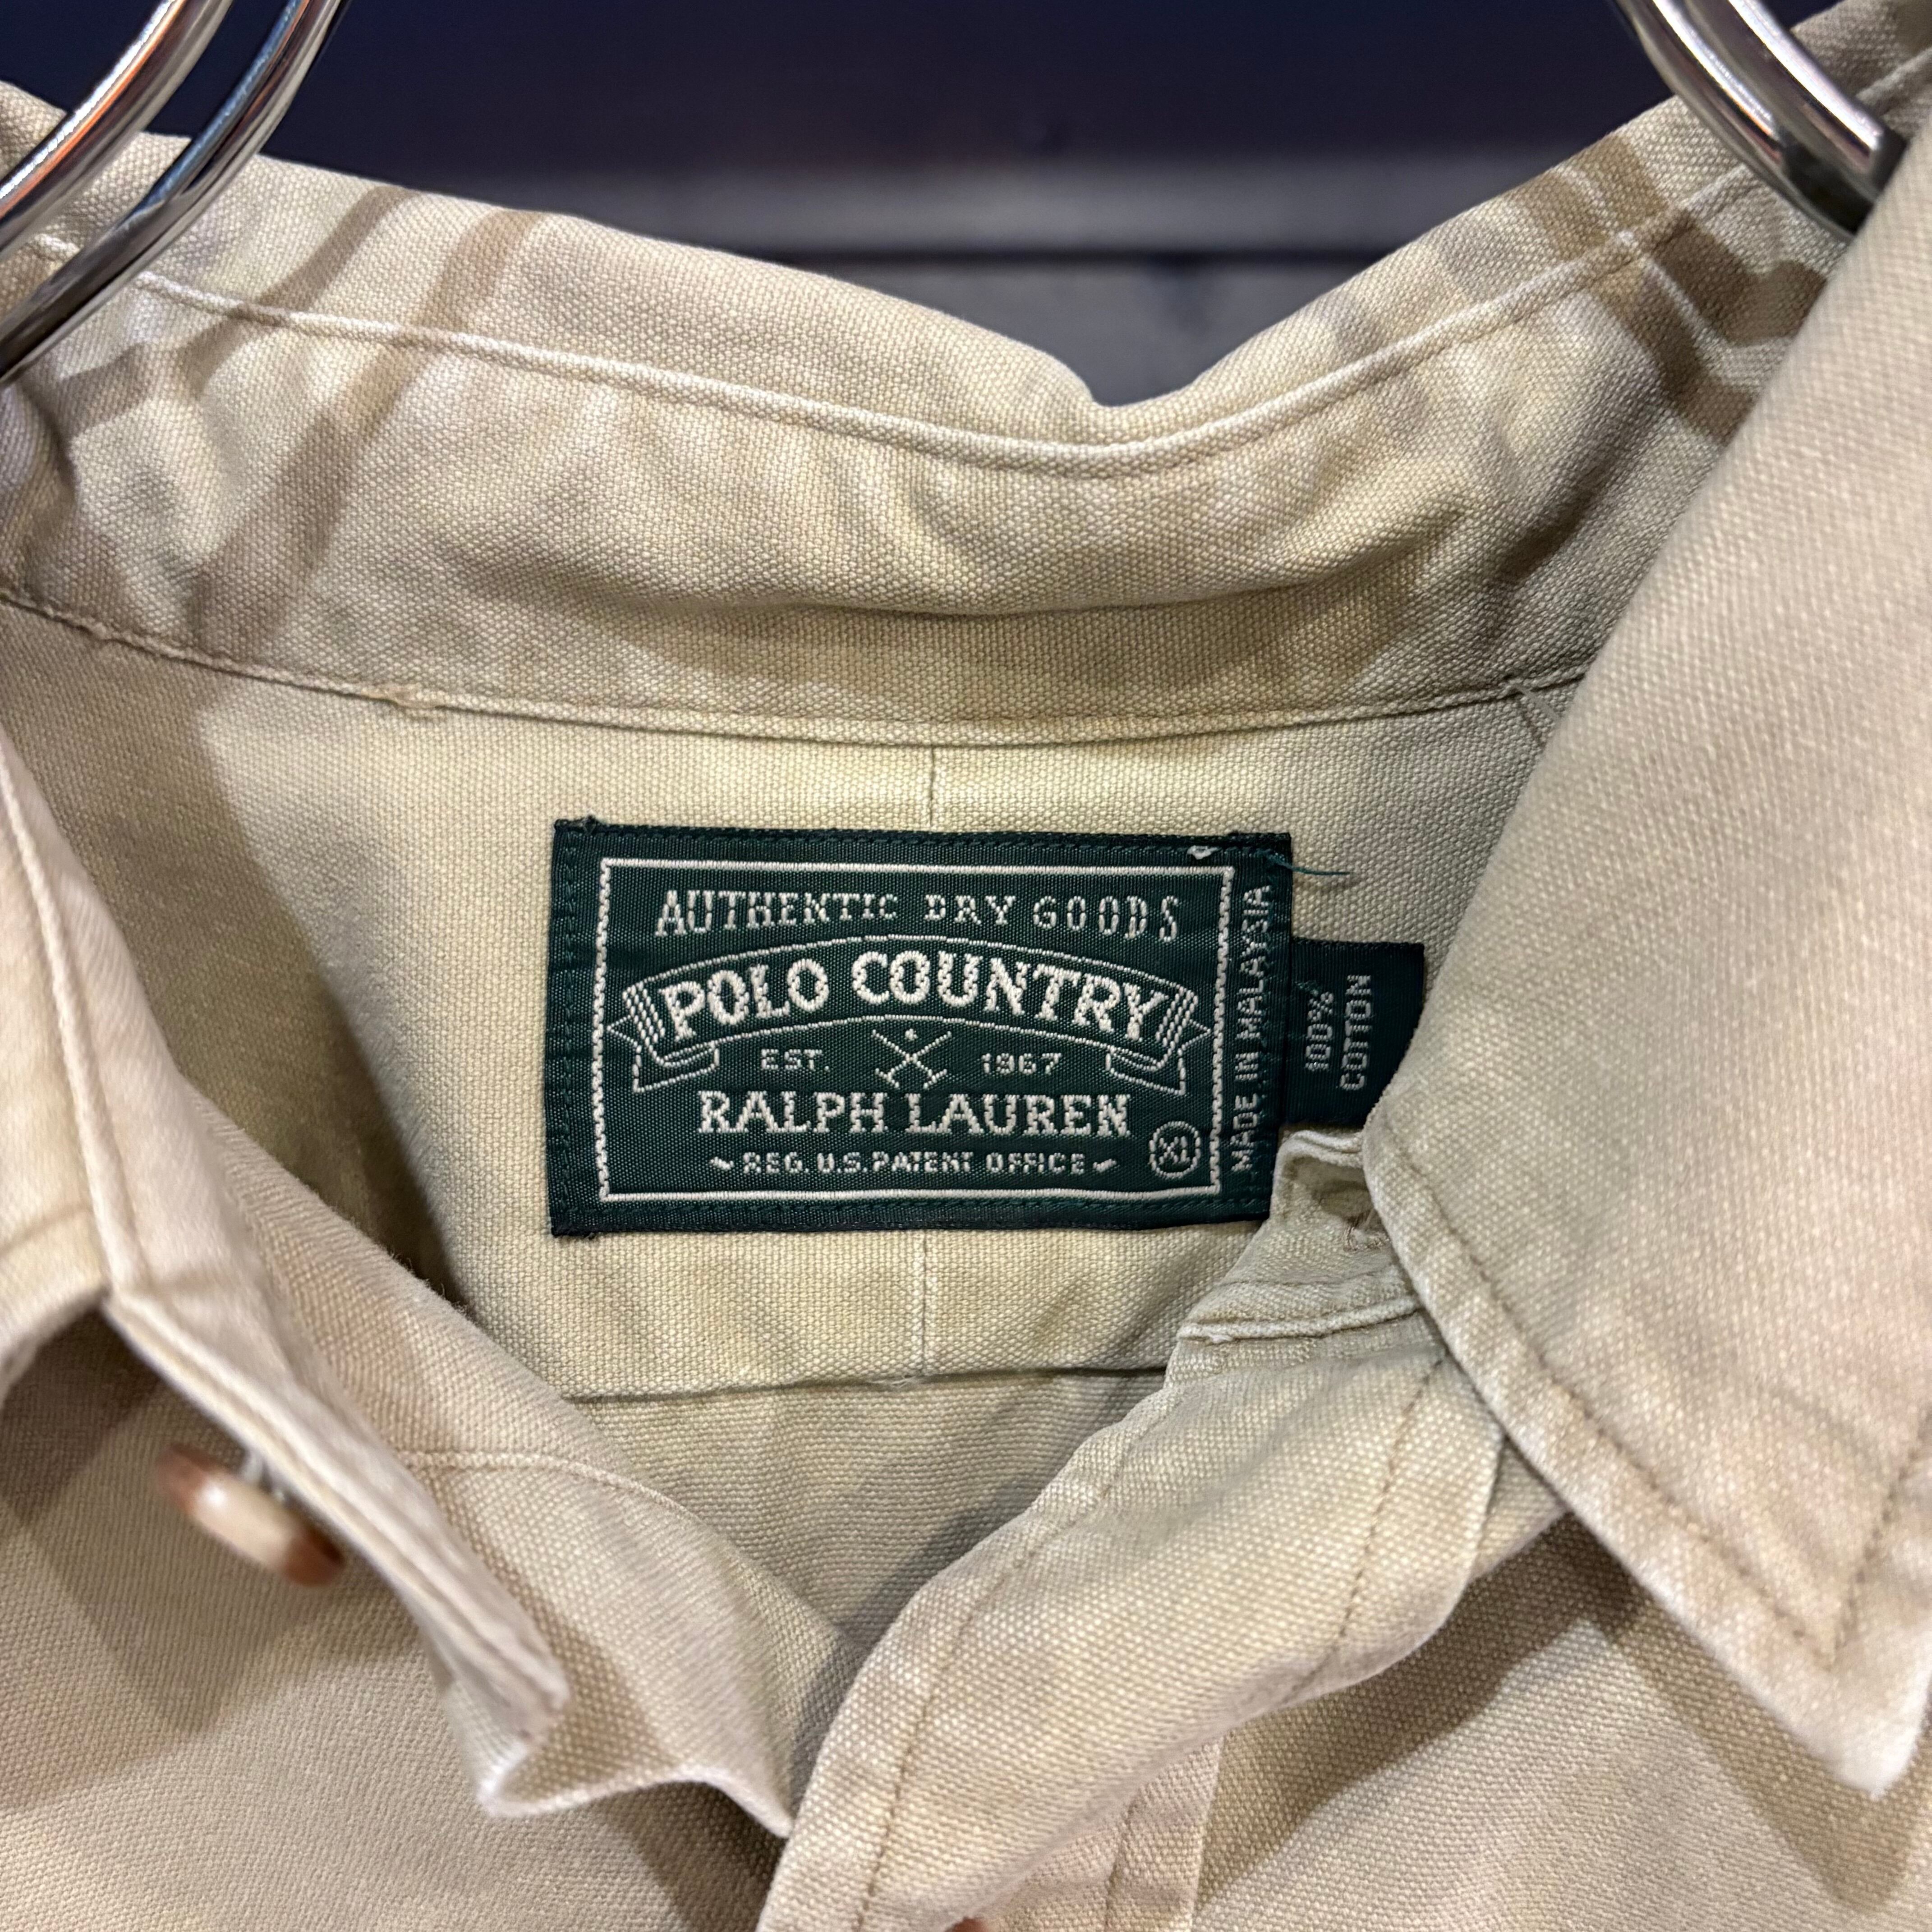 AUTHENTIC DRY GOODS
POLO COUNTRY
EST. 1967
RALPH LAUREN
REG. U.S. PATENT OFFICE
XL
MADE IN MALAYSIA
100%
COTTON